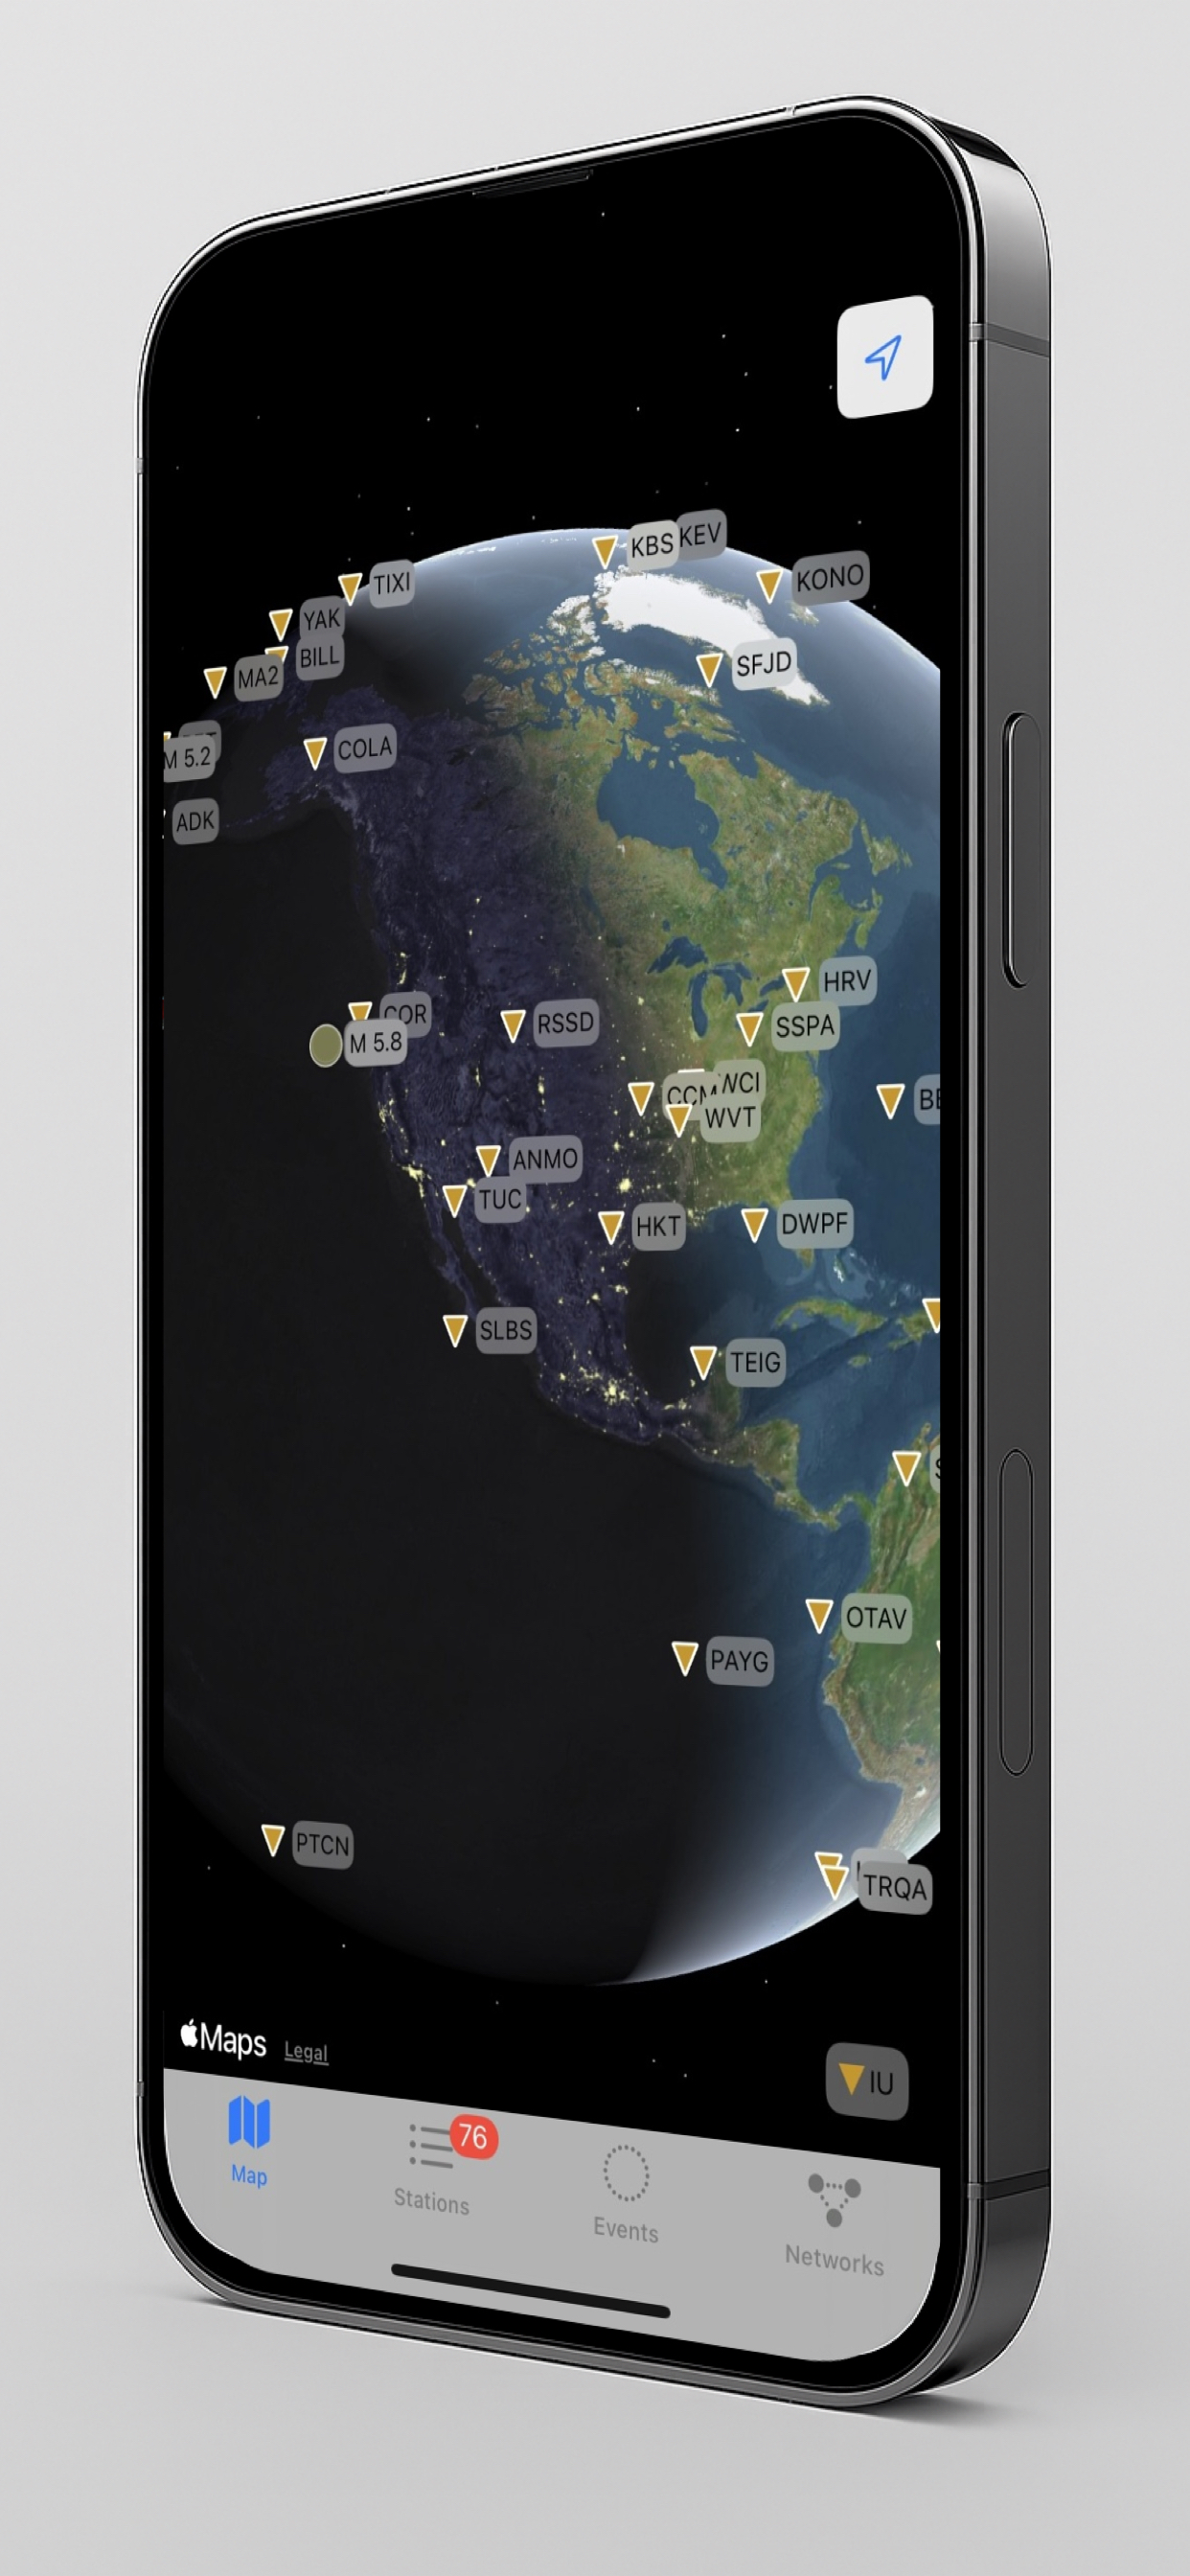 KBS
KEV
TIXI
KONO
YAK
BILL
SFJD
MA2
COLA
M 5.2
ADK
HRV
COR
RSSD
SSPA
M 5.8
WCI
CCM
WVT
ANMO
TUC
HKT
DWPF
SLBS
TEIG
OTAV
PAYG
PTCN
TRQA
Maps
Legal
IU
76
Map
Stations
Events
Networks